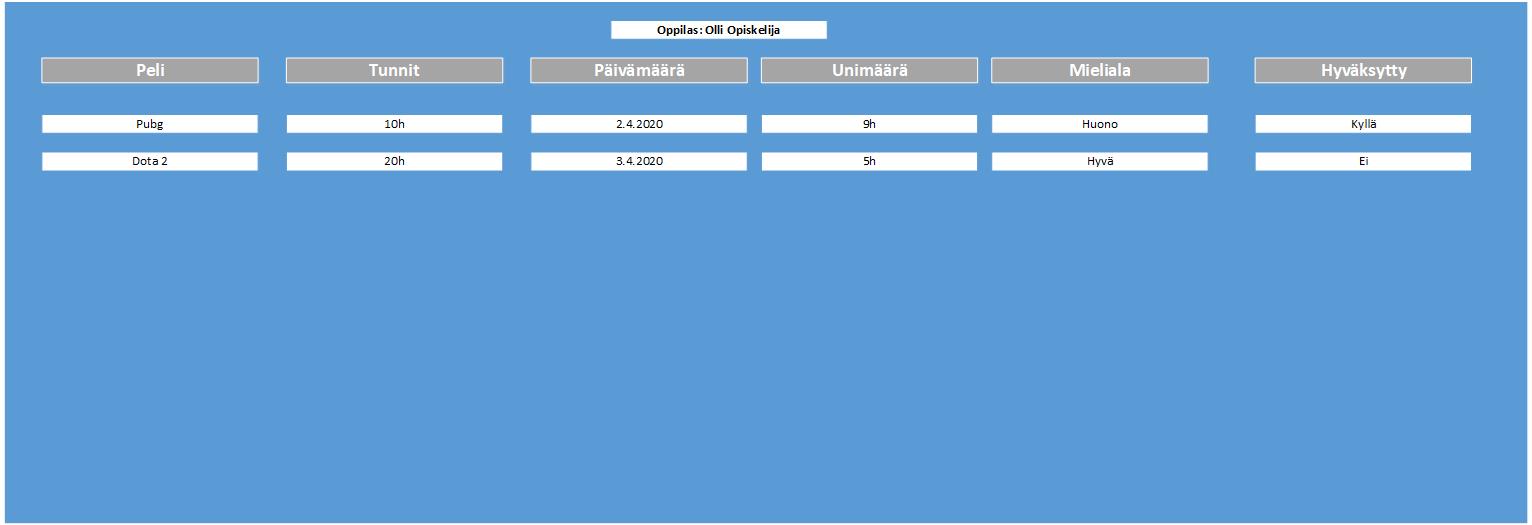 Oppilas: Olli Opiskelija
Peli Tunnit Päivämäärä Unimäärä Mieliala Hyväksytty
Pubg 10h 2.4.2020 9h Huono Kyllä
Dota 2 20h 3.4.2020 5h Hyvä Ei